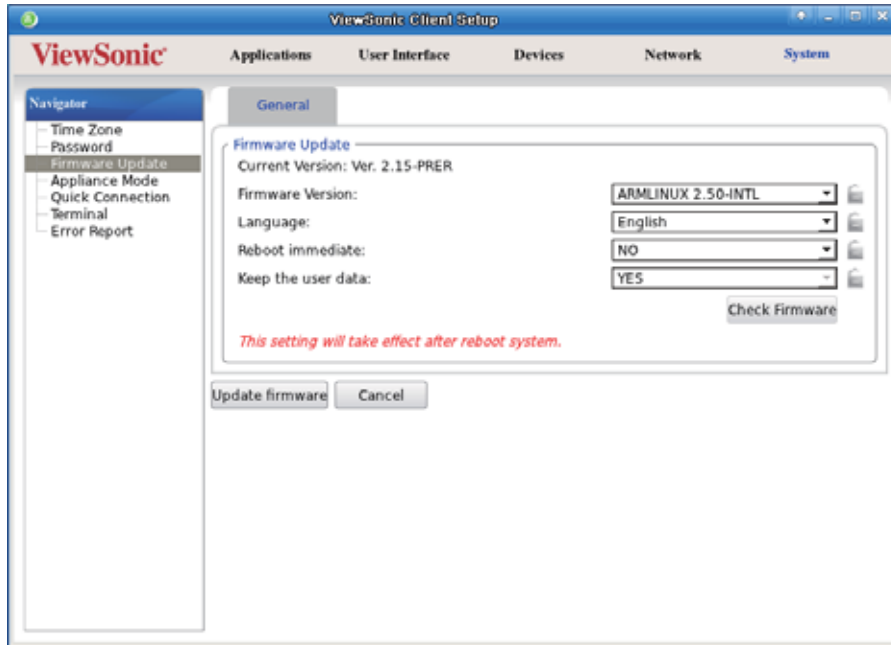 ViewSonic Client Setup
ViewSonic®
Applications User Interface Devices Network System
Navigator
Time Zone
Password
Firmware Update
Appliance Mode
Quick Connection
Terminal
Error Report
General
Firmware Update
Current Version: Ver. 2.15-PRER
Firmware Version: ARMLINUX 2.50-INTL
Language: English
Reboot immediate: NO
Keep the user data: YES
Check Firmware
This setting will take effect after reboot system.
Update firmware Cancel